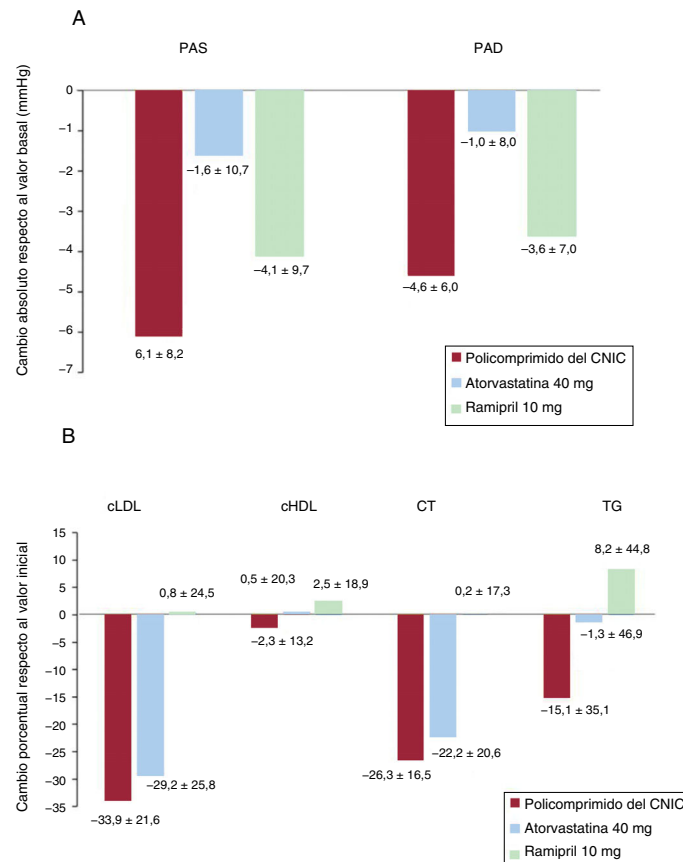 A
PAS
PAD
Cambio absoluto respecto al valor basal (mmHg)
0
−1
−2
−3
−4
−5
−6
−7
6,1 ± 8,2
−1,6 ± 10,7
−4,1 ± 9,7
−4,6 ± 6,0
−1,0 ± 8,0
−3,6 ± 7,0
Policomprimido del CNIC
Atorvastatina 40 mg
Ramipril 10 mg
B
cLDL
cHDL
CT
TG
Cambio porcentual respecto al valor inicial
15
10
5
0
−5
−10
−15
−20
−25
−30
−35
−33,9 ± 21,6
−29,2 ± 25,8
0,8 ± 24,5
−2,3 ± 13,2
0,5 ± 20,3
2,5 ± 18,9
−26,3 ± 16,5
−22,2 ± 20,6
0,2 ± 17,3
−15,1 ± 35,1
−1,3 ± 46,9
8,2 ± 44,8
Policomprimido del CNIC
Atorvastatina 40 mg
Ramipril 10 mg